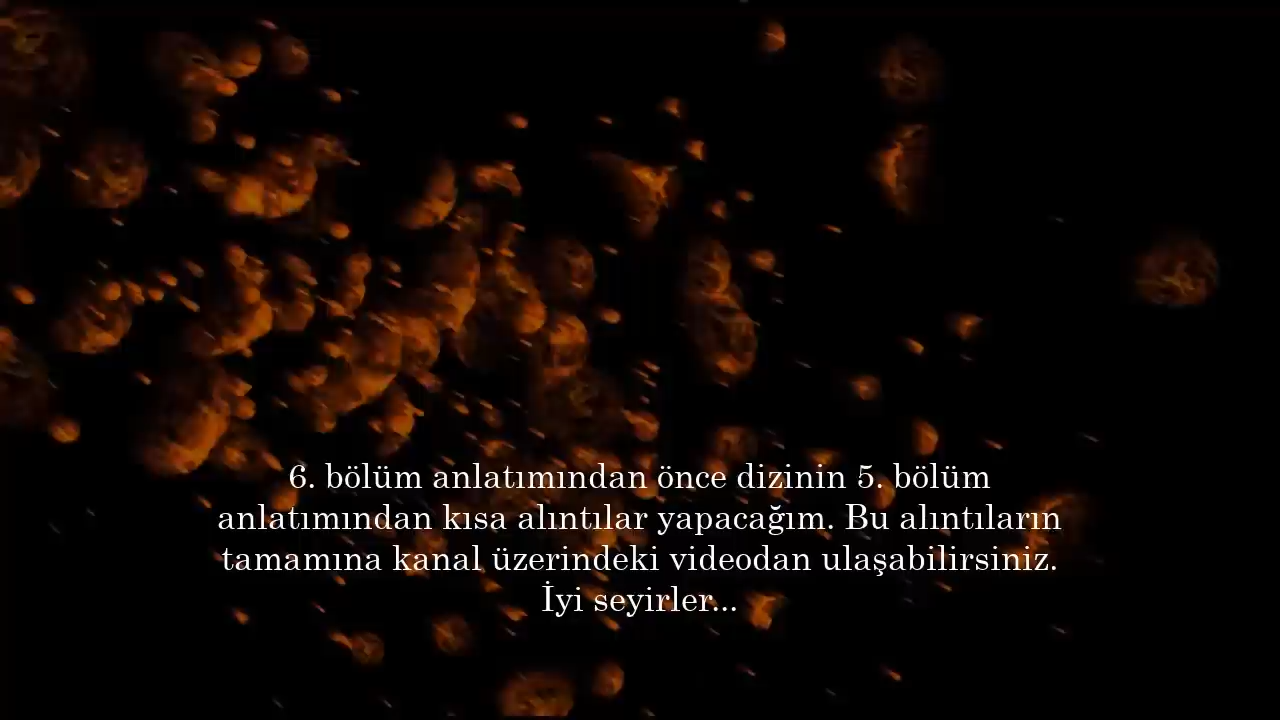 6. bölüm anlatımından önce dizinin 5. bölüm
anlatımından kısa alıntılar yapacağım. Bu alıntıların
tamamına kanal üzerindeki videodan ulaşabilirsiniz.
İyi seyirler...